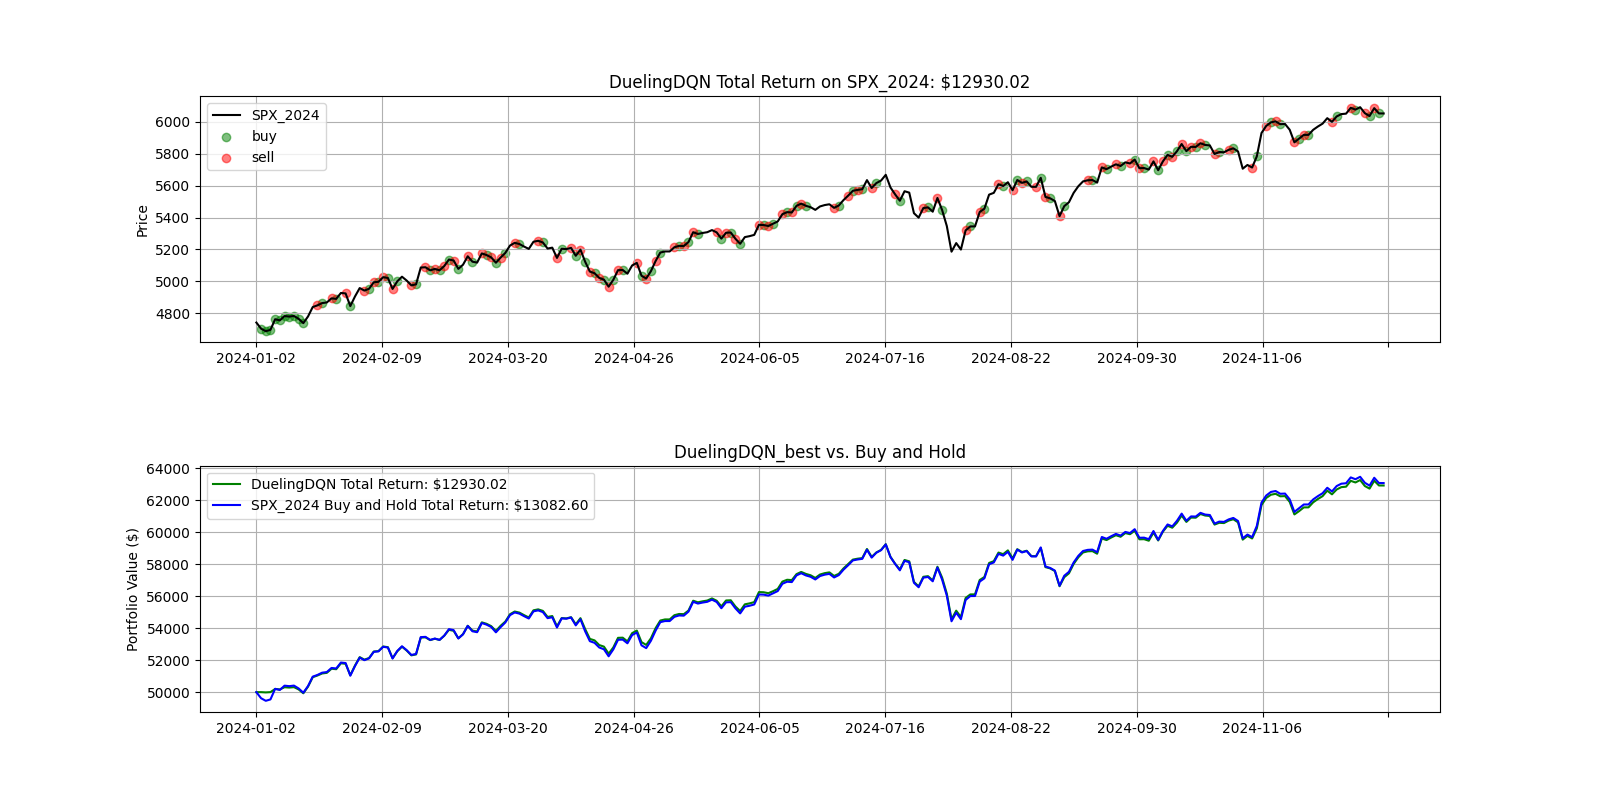 DuelingDQN Total Return on SPX_2024: $12930.02
SPX_2024
buy
sell
6000
5800
5600
5400
5200
5000
4800
Price
2024-01-02 2024-02-09 2024-03-20 2024-04-26 2024-06-05 2024-07-16 2024-08-22 2024-09-30 2024-11-06
DuelingDQN_best vs. Buy and Hold
DuelingDQN Total Return: $12930.02
SPX_2024 Buy and Hold Total Return: $13082.60
64000
62000
60000
58000
56000
54000
52000
50000
Portfolio Value ($)
2024-01-02 2024-02-09 2024-03-20 2024-04-26 2024-06-05 2024-07-16 2024-08-22 2024-09-30 2024-11-06